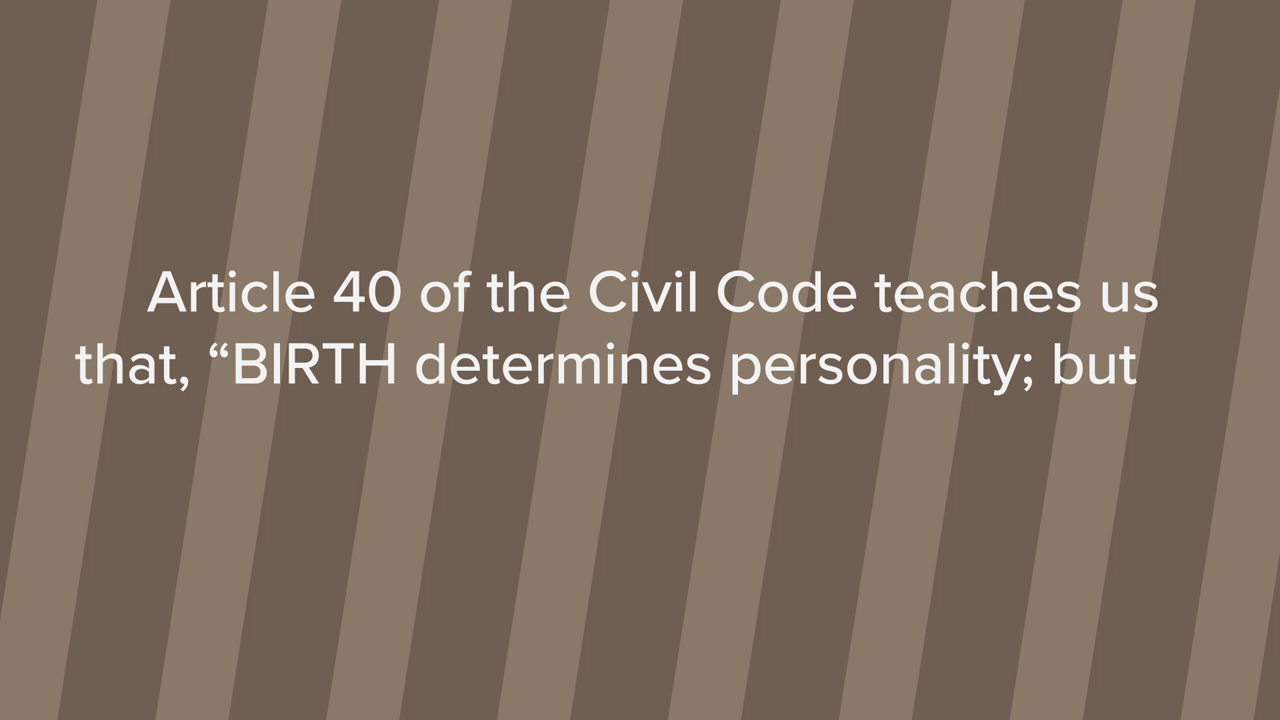 Article 40 of the Civil Code teaches us
that, “BIRTH determines personality; but